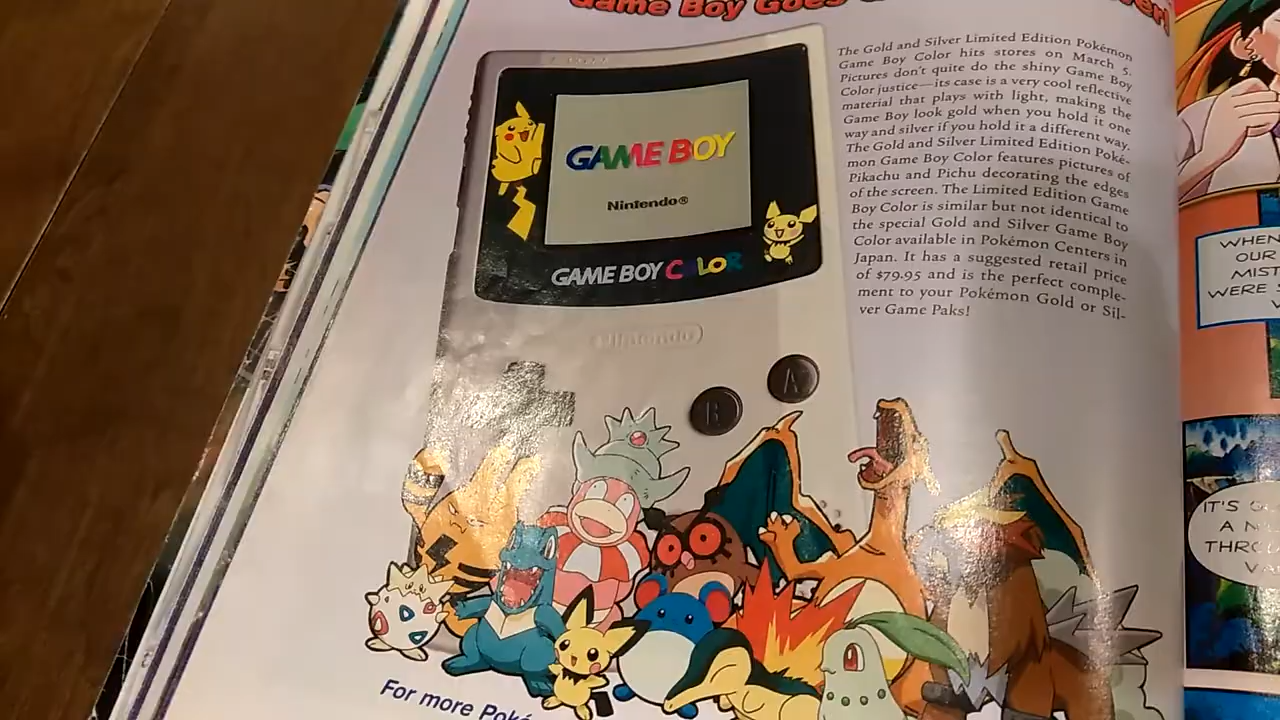 Game Boy Goes
The Gold and Silver Limited Edition Pokémon
Game Boy Color hits stores on March 5.
Pictures don't quite do the shiny Game Boy
Color justice—its case is a very cool reflective
material that plays with light, making the
Game Boy look gold when you hold it one
way and silver if you hold it a different way.
The Gold and Silver Limited Edition Poké-
mon Game Boy Color features pictures of
Pikachu and Pichu decorating the edges
of the screen. The Limited Edition Game
Boy Color is similar but not identical to
the special Gold and Silver Game Boy
Color available in Pokémon Centers in
Japan. It has a suggested retail price
of $79.95 and is the perfect comple-
ment to your Pokémon Gold or Sil-
ver Game Paks!
GAME BOY
Nintendo®
GAME BOY COLOR
Nintendo
B A
For more
WHEN
OUR
WERE
IT'S
A